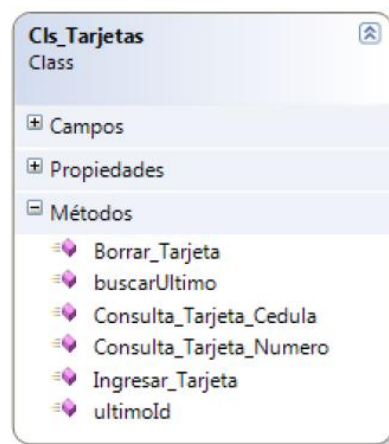 Cls_Tarjetas
Class
Campos
Propiedades
Métodos
Borrar_Tarjeta
buscarUltimo
Consulta_Tarjeta_Cedula
Consulta_Tarjeta_Numero
Ingresar_Tarjeta
ultimoId